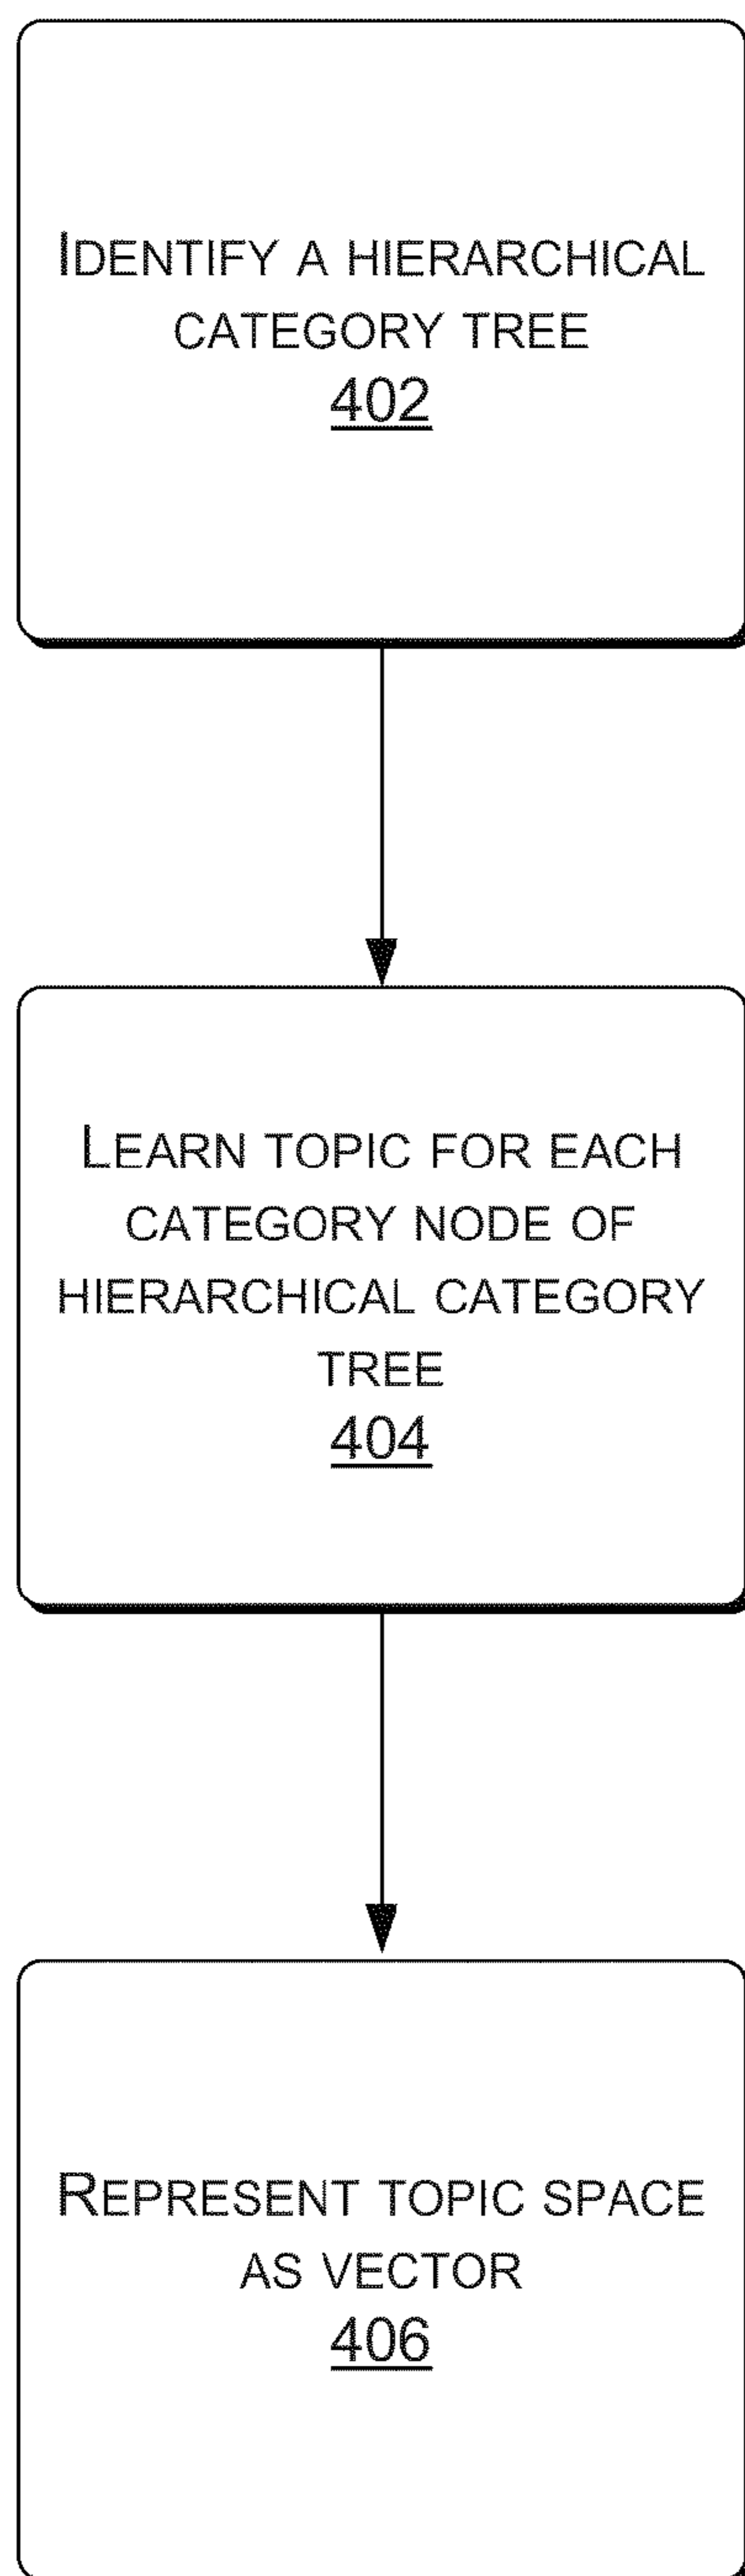 IDENTIFY A HIERARCHICAL
CATEGORY TREE
402
LEARN TOPIC FOR EACH
CATEGORY NODE OF
HIERARCHICAL CATEGORY
TREE
404
REPRESENT TOPIC SPACE
AS VECTOR
406